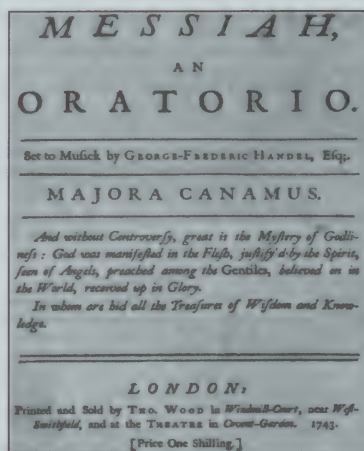 MESSIAH,
AN
ORATORIO.
Set to Musick by GEORGE-FREDERIC HANDEL, Eſq;.
MAJORA CANAMUS.
And without Controverſy, great is the Myſtery of Godli-
neſs : God was manifeſted in the Fleſh, juſtify'd by the Spirit,
ſeen of Angels, preached among the Gentiles, believed on in
the World, received up in Glory.
In whom are hid all the Treaſures of Wiſdom and Know-
ledge.
LONDON:
Printed and Sold by THO. WOOD in Windmill-Court, near Weſt-
Smithfield, and at the THEATRE in Covent-Garden. 1743.
[Price One Shilling.]